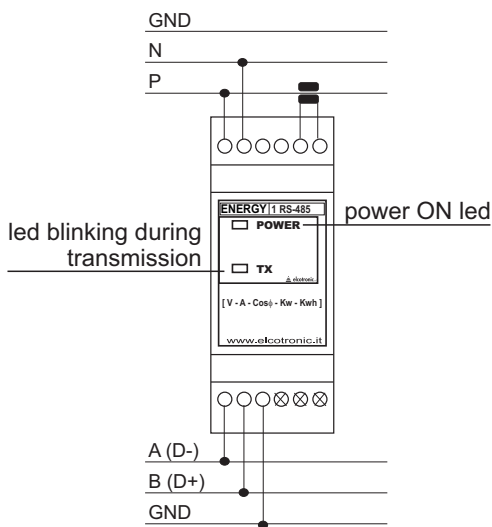 GND
N
P
ENERGY 1 RS-485
POWER
power ON led
led blinking during
transmission
TX
elcotronic
[ V - A - Cosϕ - Kw - Kwh ]
www.elcotronic.it
A (D-)
B (D+)
GND